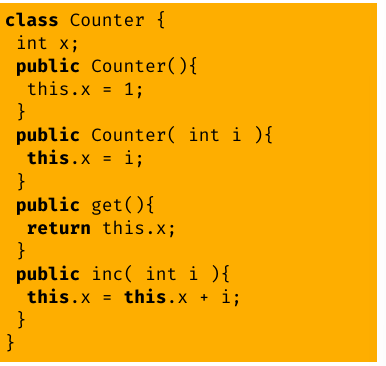 class Counter {
int x;
public Counter(){
this.x = 1;
}
public Counter( int i ){
this.x = i;
}
public get(){
return this.x;
}
public inc( int i ){
this.x = this.x + i;
}
}